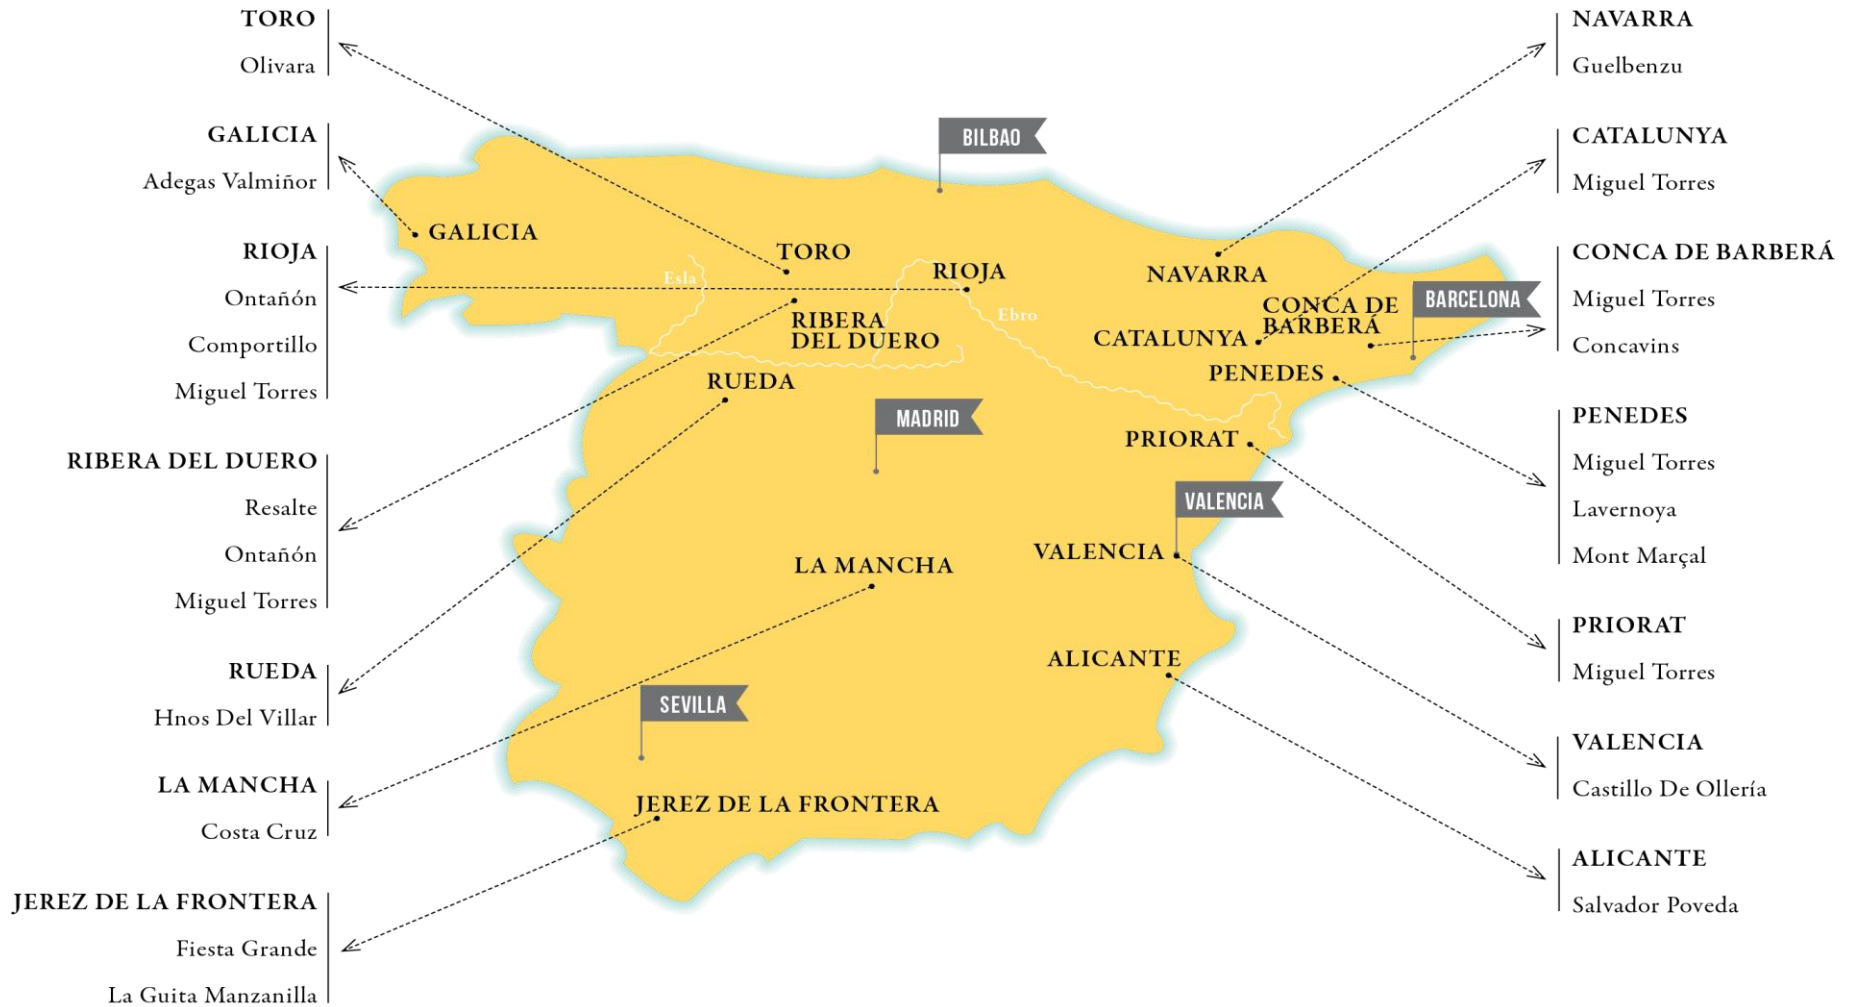 TORO
Olivara
GALICIA
Adegas Valmiñor
RIOJA
Ontañón
Comportillo
Miguel Torres
RIBERA DEL DUERO
Resalte
Ontañón
Miguel Torres
RUEDA
Hnos Del Villar
LA MANCHA
Costa Cruz
JEREZ DE LA FRONTERA
Fiesta Grande
La Guita Manzanilla
BILBAO
GALICIA
TORO
Esla
RIOJA
NAVARRA
RIBERA
DEL DUERO
Ebro
CONCA DE
BARBERÁ
BARCELONA
CATALUNYA
RUEDA
PENEDES
MADRID
PRIORAT
VALENCIA
VALENCIA
LA MANCHA
ALICANTE
SEVILLA
JEREZ DE LA FRONTERA
NAVARRA
Guelbenzu
CATALUNYA
Miguel Torres
CONCA DE BARBERÁ
Miguel Torres
Concavins
PENEDES
Miguel Torres
Lavernoya
Mont Marçal
PRIORAT
Miguel Torres
VALENCIA
Castillo De Ollería
ALICANTE
Salvador Poveda